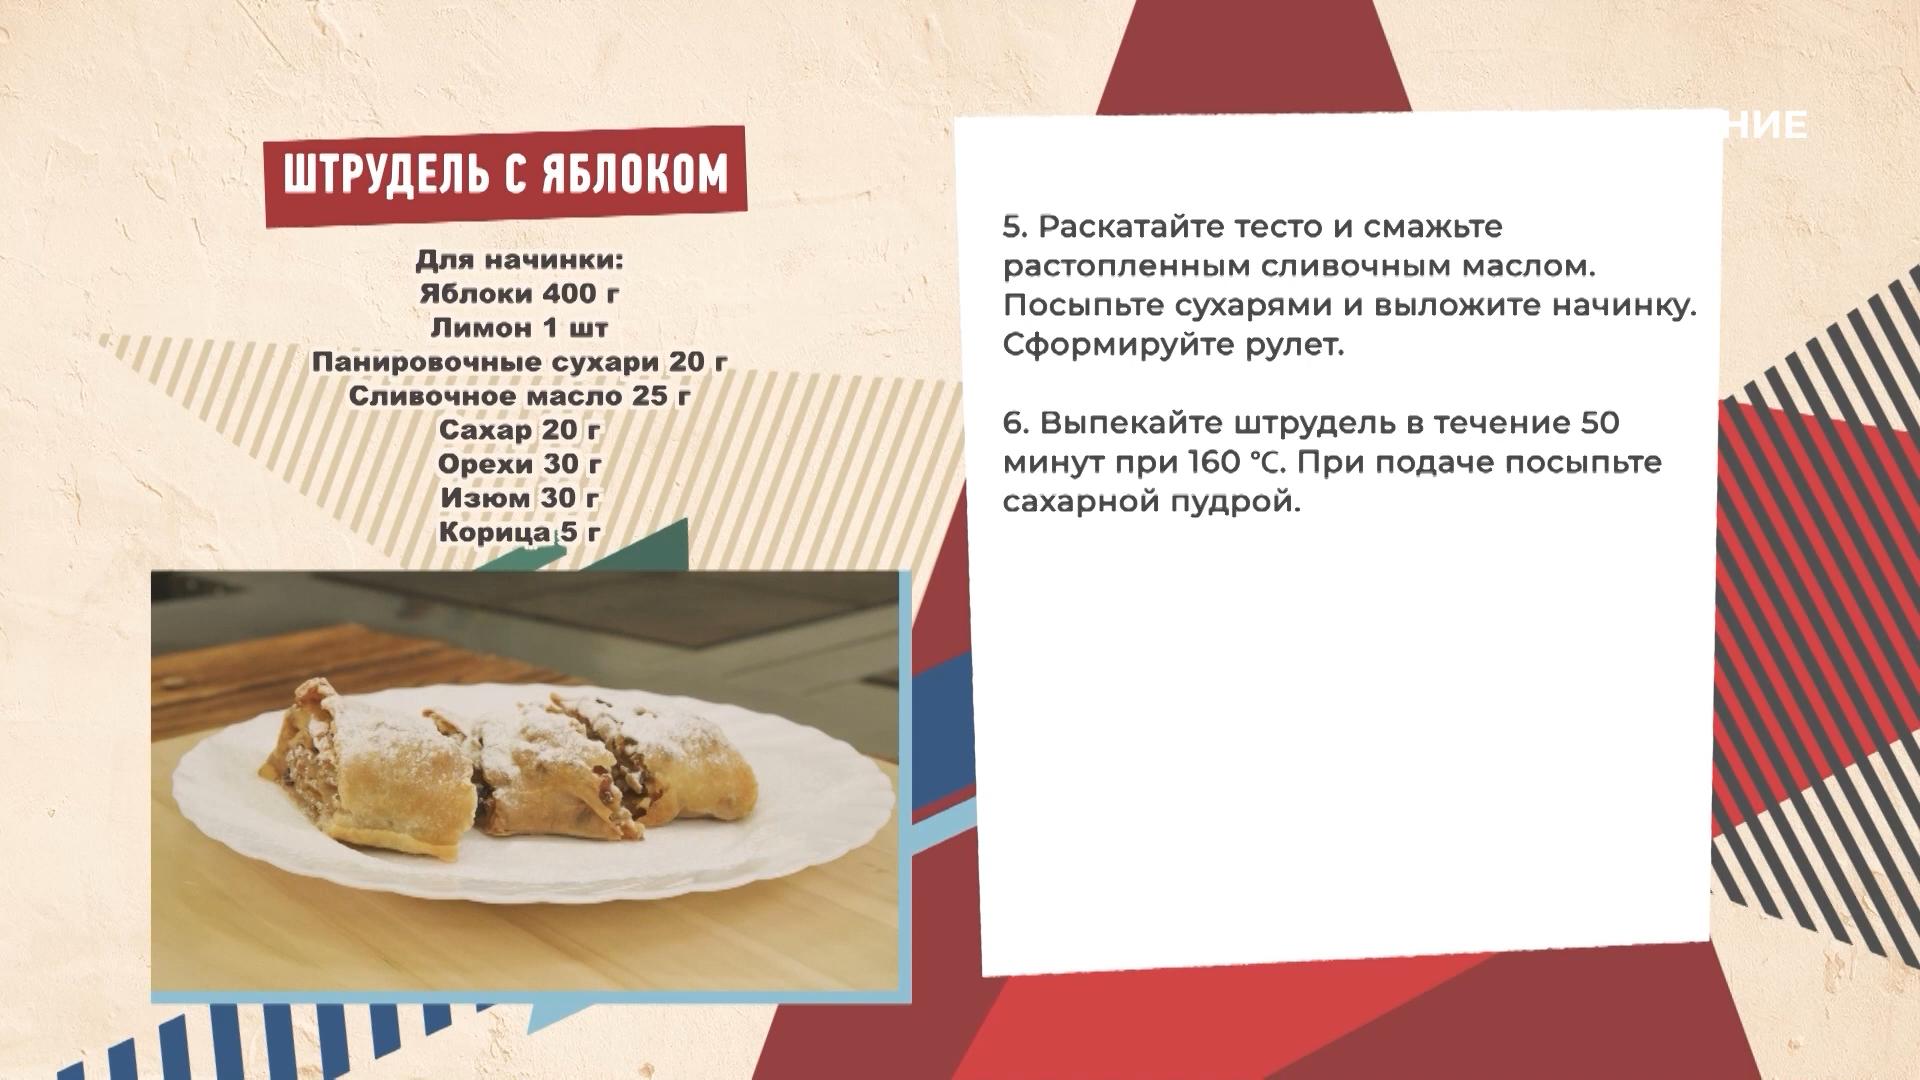 ШТРУДЕЛЬ С ЯБЛОКОМ
Для начинки:
Яблоки 400 г
Лимон 1 шт
Панировочные сухари 20 г
Сливочное масло 25 г
Сахар 20 г
Орехи 30 г
Изюм 30 г
Корица 5 г
5. Раскатайте тесто и смажьте
растопленным сливочным маслом.
Посыпьте сухарями и выложите начинку.
Сформируйте рулет.
6. Выпекайте штрудель в течение 50
минут при 160 °С. При подаче посыпьте
сахарной пудрой.